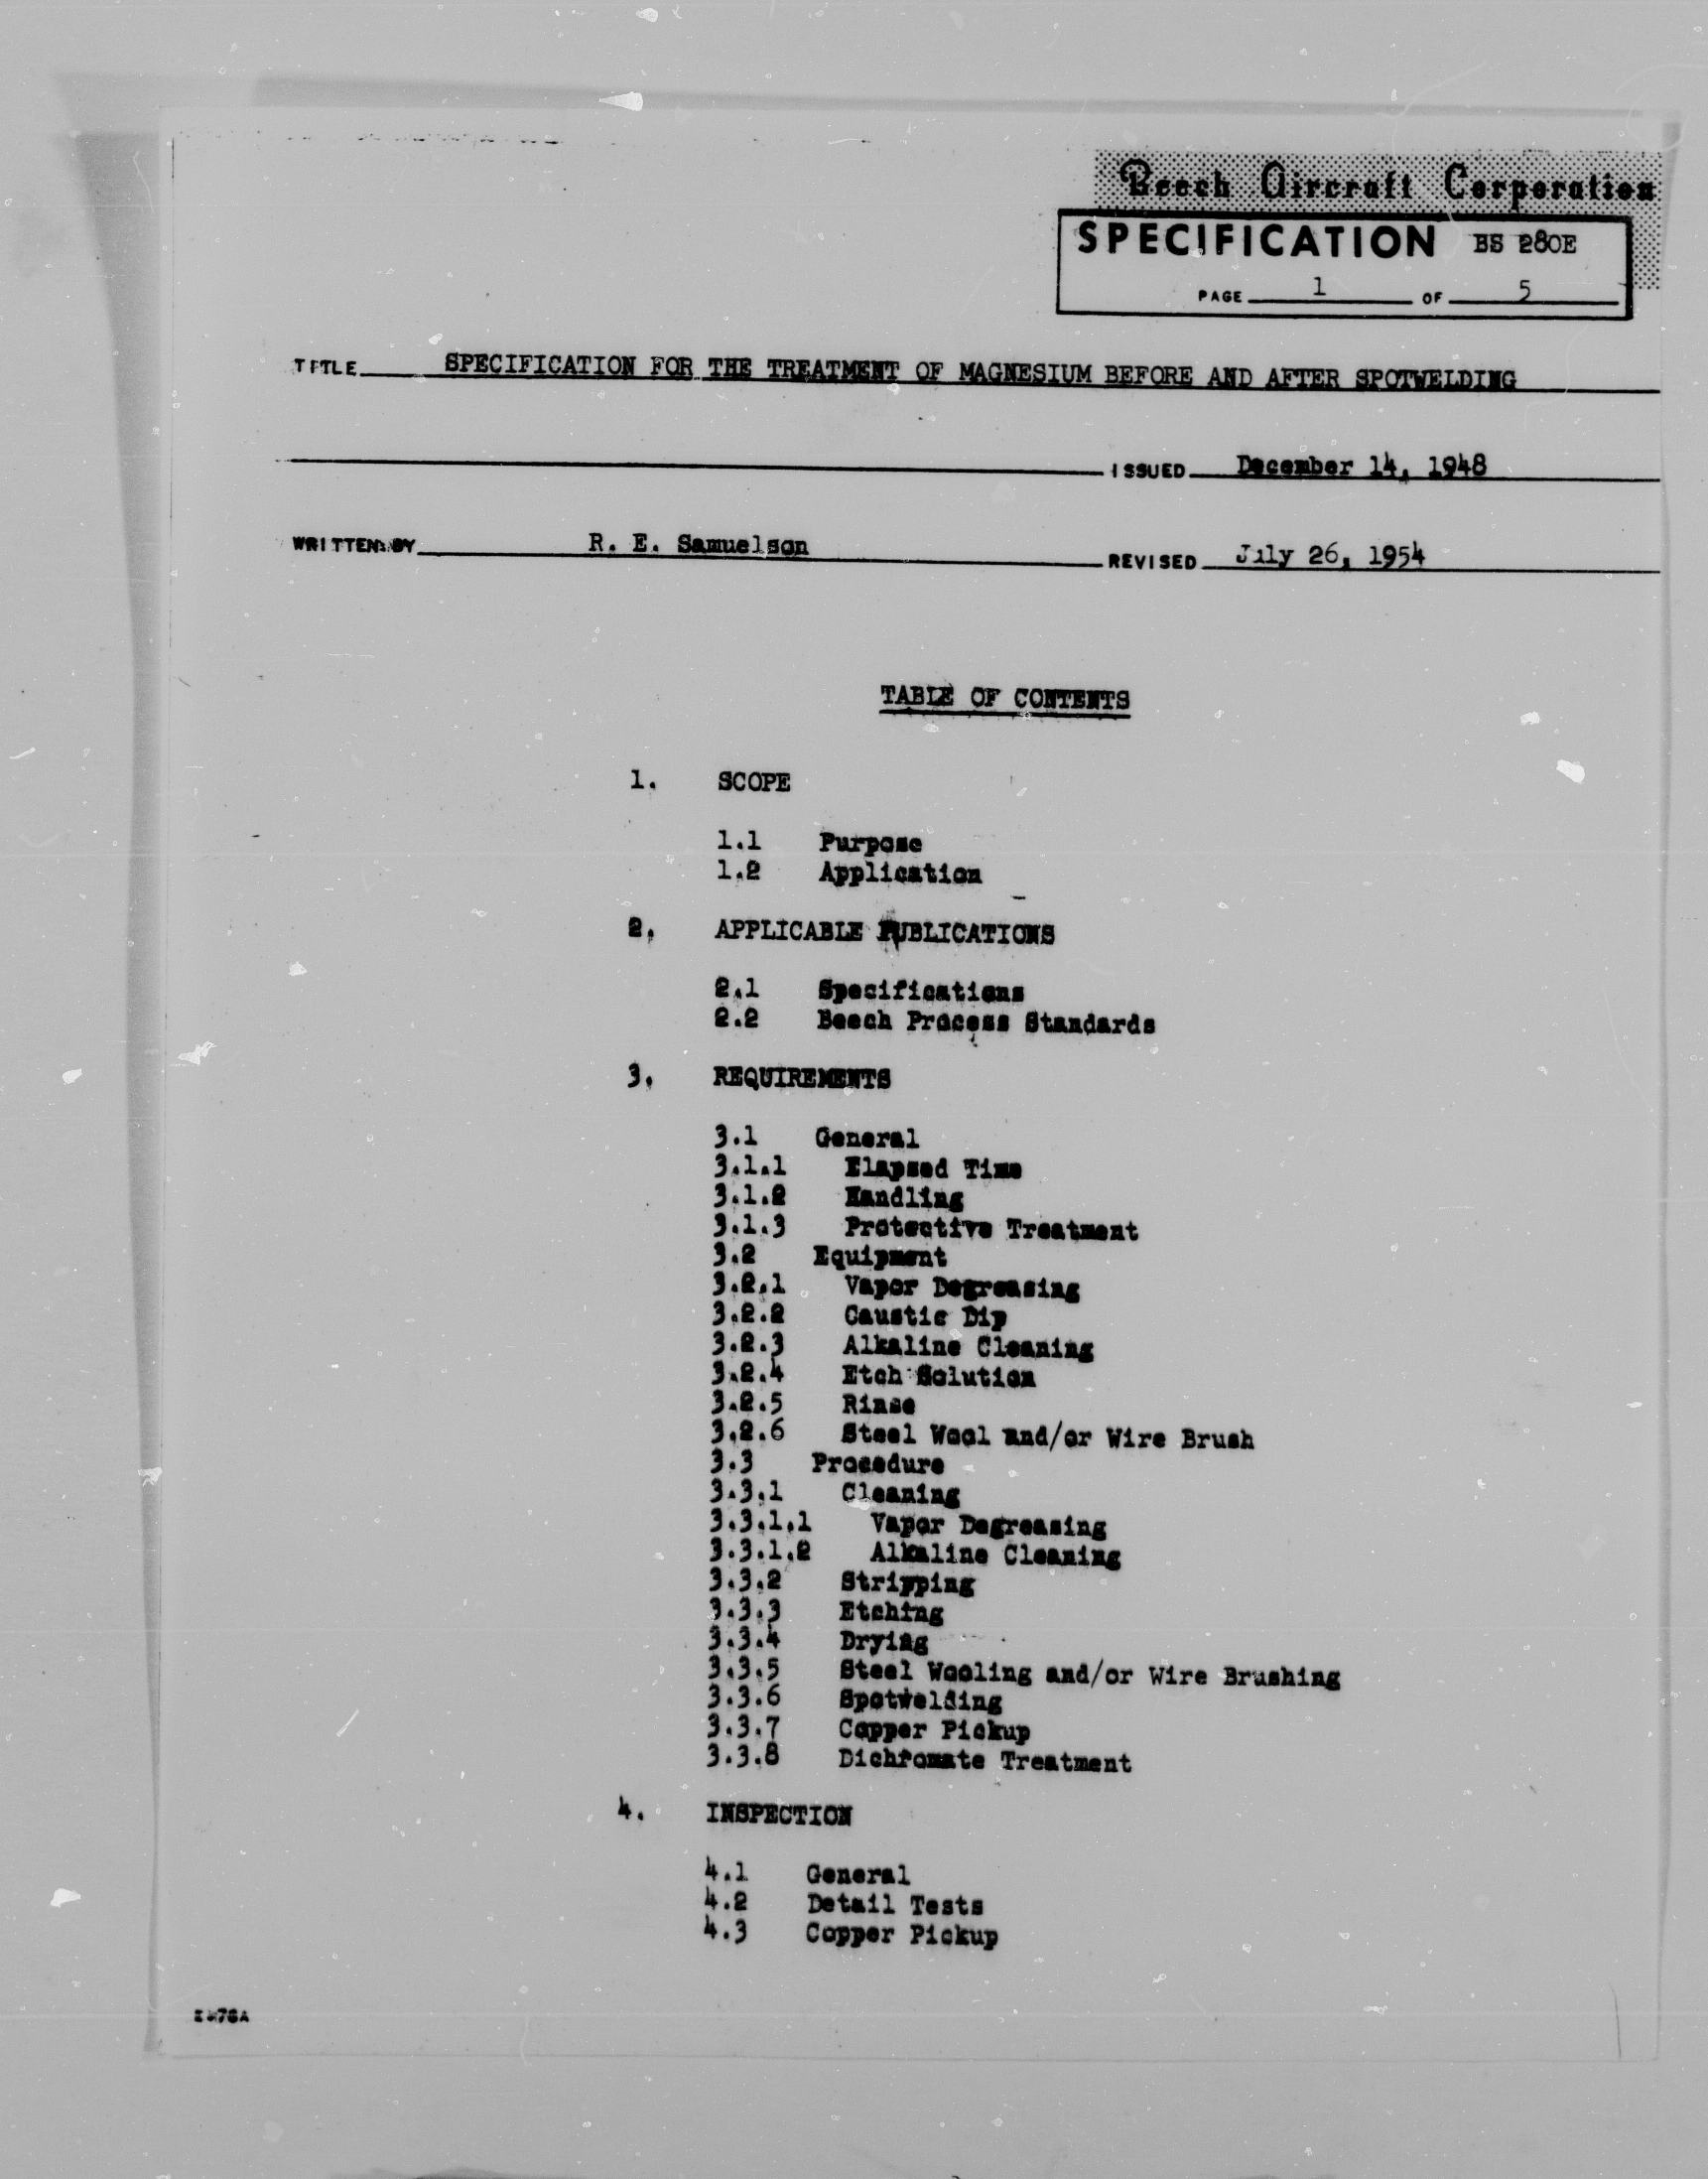 Beech Aircraft Corporation
SPECIFICATION BS 280E
PAGE 1 OF 5
TITLE SPECIFICATION FOR THE TREATMENT OF MAGNESIUM BEFORE AND AFTER SPOTWELDING
ISSUED December 14, 1948
WRITTEN BY R. E. Samuelson
REVISED July 26, 1954
TABLE OF CONTENTS
1. SCOPE
1.1 Purpose
1.2 Application
2. APPLICABLE PUBLICATIONS
2.1 Specifications
2.2 Beech Process Standards
3. REQUIREMENTS
3.1 General
3.1.1 Elapsed Time
3.1.2 Handling
3.1.3 Protective Treatment
3.2 Equipment
3.2.1 Vapor Degreasing
3.2.2 Caustic Dip
3.2.3 Alkaline Cleaning
3.2.4 Etch Solution
3.2.5 Rinse
3.2.6 Steel Wool and/or Wire Brush
3.3 Procedure
3.3.1 Cleaning
3.3.1.1 Vapor Degreasing
3.3.1.2 Alkaline Cleaning
3.3.2 Stripping
3.3.3 Etching
3.3.4 Drying
3.3.5 Steel Wooling and/or Wire Brushing
3.3.6 Spotwelding
3.3.7 Copper Pickup
3.3.8 Dichromate Treatment
4. INSPECTION
4.1 General
4.2 Detail Tests
4.3 Copper Pickup